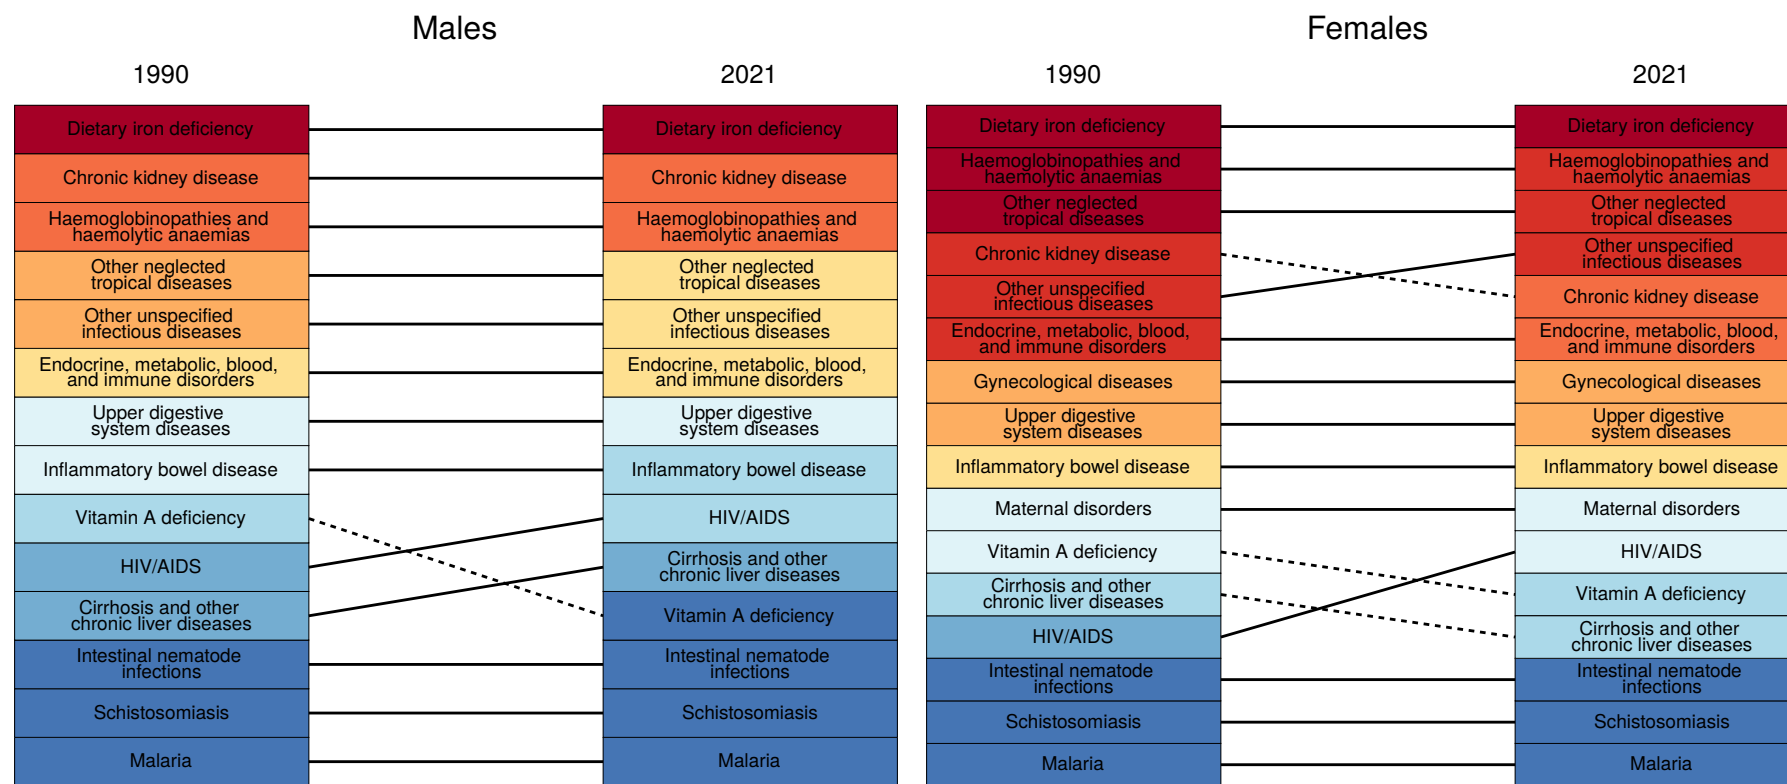 Males
1990
2021
Dietary iron deficiency
Chronic kidney disease
Haemoglobinopathies and
haemolytic anaemias
Other neglected
tropical diseases
Other unspecified
infectious diseases
Endocrine, metabolic, blood,
and immune disorders
Upper digestive
system diseases
Inflammatory bowel disease
Vitamin A deficiency
HIV/AIDS
Cirrhosis and other
chronic liver diseases
Intestinal nematode
infections
Schistosomiasis
Malaria
Dietary iron deficiency
Chronic kidney disease
Haemoglobinopathies and
haemolytic anaemias
Other neglected
tropical diseases
Other unspecified
infectious diseases
Endocrine, metabolic, blood,
and immune disorders
Upper digestive
system diseases
Inflammatory bowel disease
HIV/AIDS
Cirrhosis and other
chronic liver diseases
Vitamin A deficiency
Intestinal nematode
infections
Schistosomiasis
Malaria
Females
1990
2021
Dietary iron deficiency
Haemoglobinopathies and
haemolytic anaemias
Other neglected
tropical diseases
Chronic kidney disease
Other unspecified
infectious diseases
Endocrine, metabolic, blood,
and immune disorders
Gynecological diseases
Upper digestive
system diseases
Inflammatory bowel disease
Maternal disorders
Vitamin A deficiency
Cirrhosis and other
chronic liver diseases
HIV/AIDS
Intestinal nematode
infections
Schistosomiasis
Malaria
Dietary iron deficiency
Haemoglobinopathies and
haemolytic anaemias
Other neglected
tropical diseases
Other unspecified
infectious diseases
Chronic kidney disease
Endocrine, metabolic, blood,
and immune disorders
Gynecological diseases
Upper digestive
system diseases
Inflammatory bowel disease
Maternal disorders
HIV/AIDS
Vitamin A deficiency
Cirrhosis and other
chronic liver diseases
Intestinal nematode
infections
Schistosomiasis
Malaria